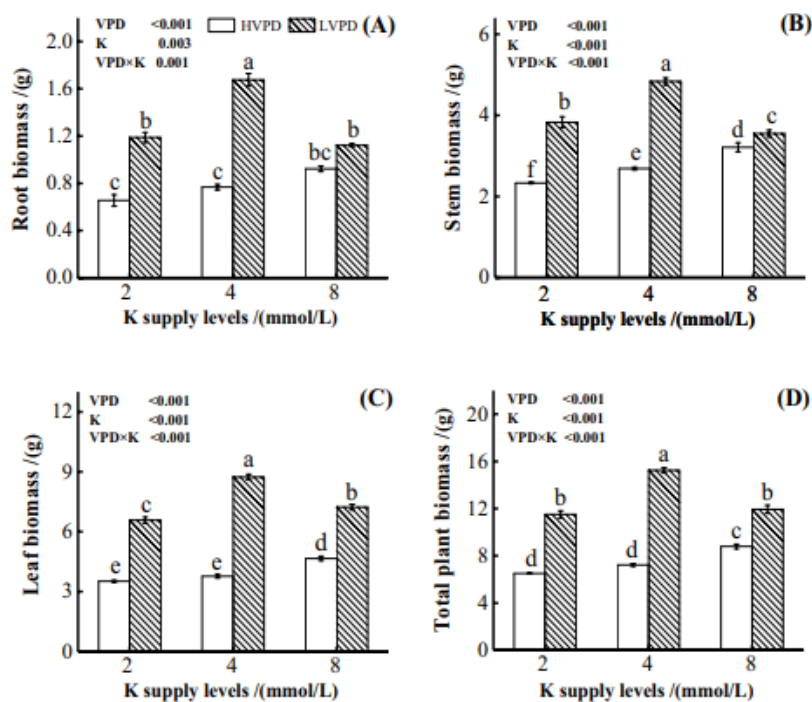 VPD <0.001
K 0.003
VPD×K 0.001
HVPD LVPD
(A)
Root biomass /(g)
2.0
1.6
1.2
0.8
0.4
0.0
c
b
c
a
bc
b
2 4 8
K supply levels /(mmol/L)
VPD <0.001
K <0.001
VPD×K <0.001
(B)
Stem biomass /(g)
6
4
2
0
f
b
e
a
d
c
2 4 8
K supply levels /(mmol/L)
VPD <0.001
K <0.001
VPD×K <0.001
(C)
Leaf biomass /(g)
12
9
6
3
0
e
c
e
a
d
b
2 4 8
K supply levels /(mmol/L)
VPD <0.001
K <0.001
VPD×K <0.001
(D)
Total plant biomass /(g)
20
16
12
8
4
0
d
b
d
a
c
b
2 4 8
K supply levels /(mmol/L)